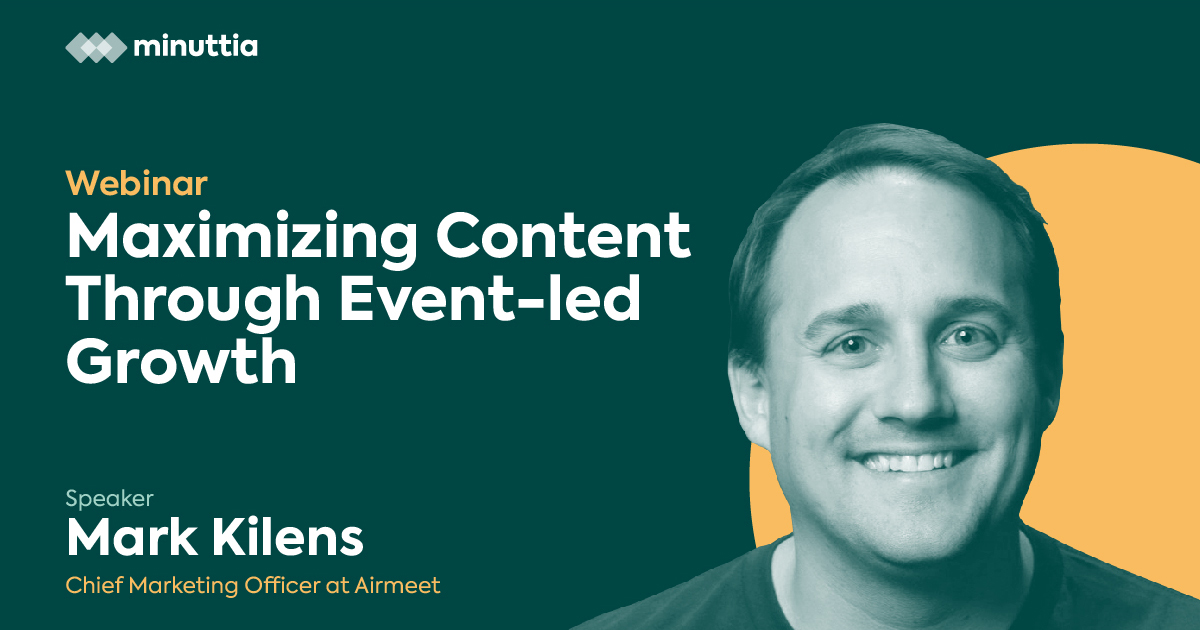 minuttia
Webinar
Maximizing Content
Through Event-led
Growth
Speaker
Mark Kilens
Chief Marketing Officer at Airmeet